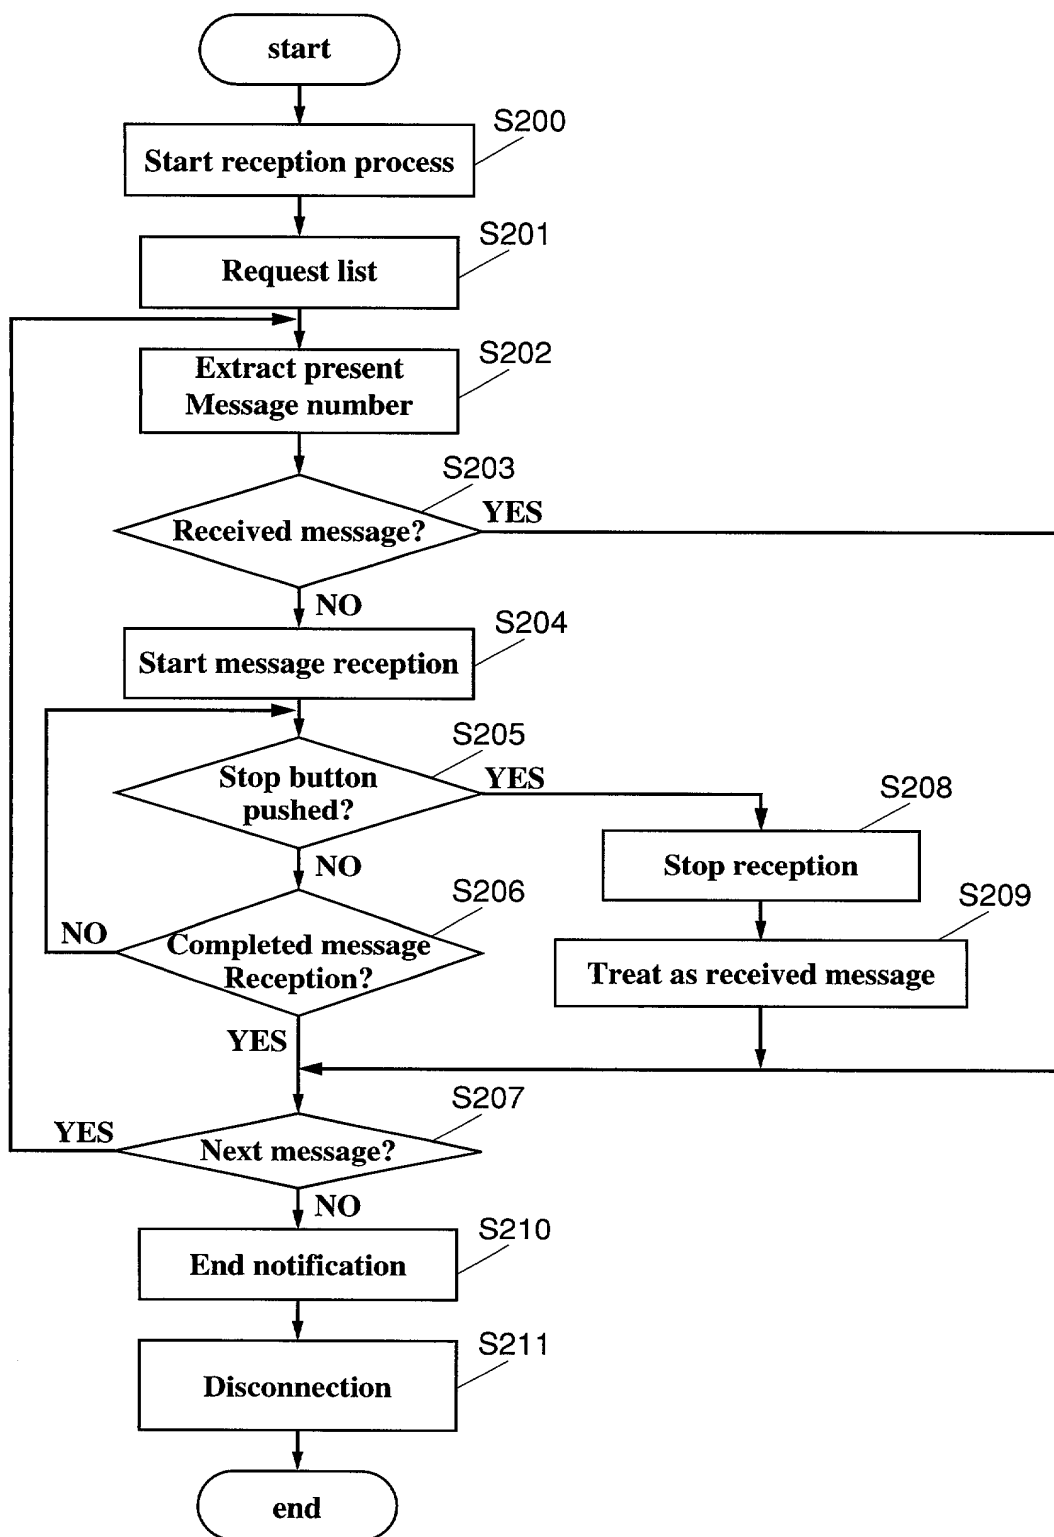 start
S200
Start reception process
S201
Request list
S202
Extract present
Message number
S203
Received message?
YES
NO
S204
Start message reception
S205
Stop button
pushed?
YES
NO
S208
Stop reception
S206
Completed message
Reception?
NO
YES
S209
Treat as received message
S207
Next message?
YES
NO
S210
End notification
S211
Disconnection
end